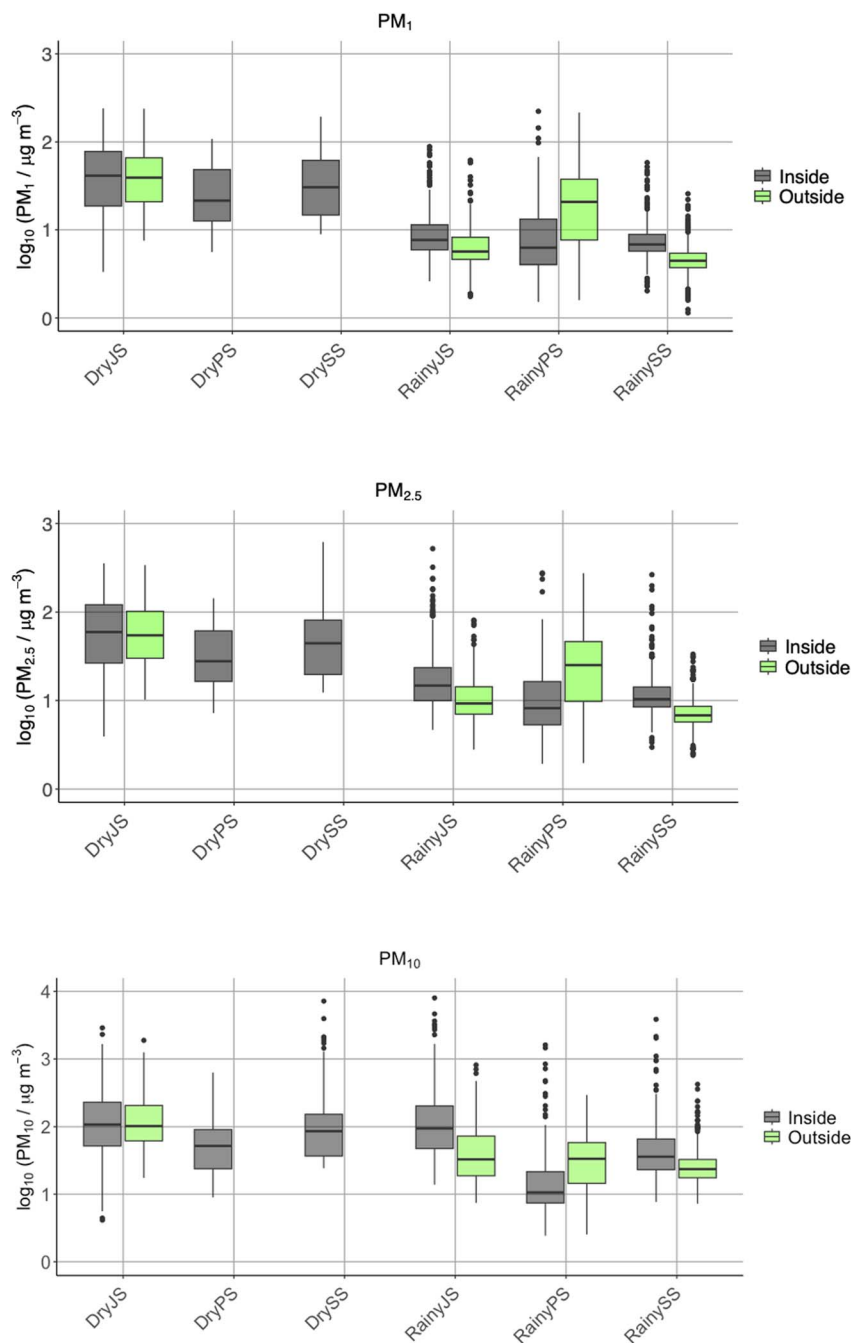 PM₁
log₁₀ (PM₁ / μg m⁻³)
3
2
1
0
DryJS
DryPS
DrySS
RainyJS
RainyPS
RainySS
Inside
Outside
PM₂.₅
log₁₀ (PM₂.₅ / μg m⁻³)
3
2
1
0
DryJS
DryPS
DrySS
RainyJS
RainyPS
RainySS
Inside
Outside
PM₁₀
log₁₀ (PM₁₀ / μg m⁻³)
4
3
2
1
0
DryJS
DryPS
DrySS
RainyJS
RainyPS
RainySS
Inside
Outside